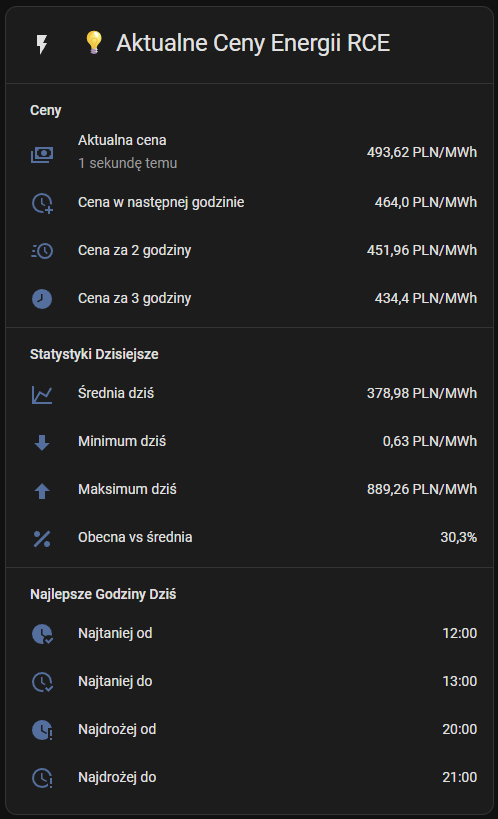 Aktualne Ceny Energii RCE
Ceny
Aktualna cena
1 sekundę temu
493,62 PLN/MWh
Cena w następnej godzinie 464,0 PLN/MWh
Cena za 2 godziny 451,96 PLN/MWh
Cena za 3 godziny 434,4 PLN/MWh
Statystyki Dzisiejsze
Średnia dziś 378,98 PLN/MWh
Minimum dziś 0,63 PLN/MWh
Maksimum dziś 889,26 PLN/MWh
Obecna vs średnia 30,3%
Najlepsze Godziny Dziś
Najtaniej od 12:00
Najtaniej do 13:00
Najdrożej od 20:00
Najdrożej do 21:00